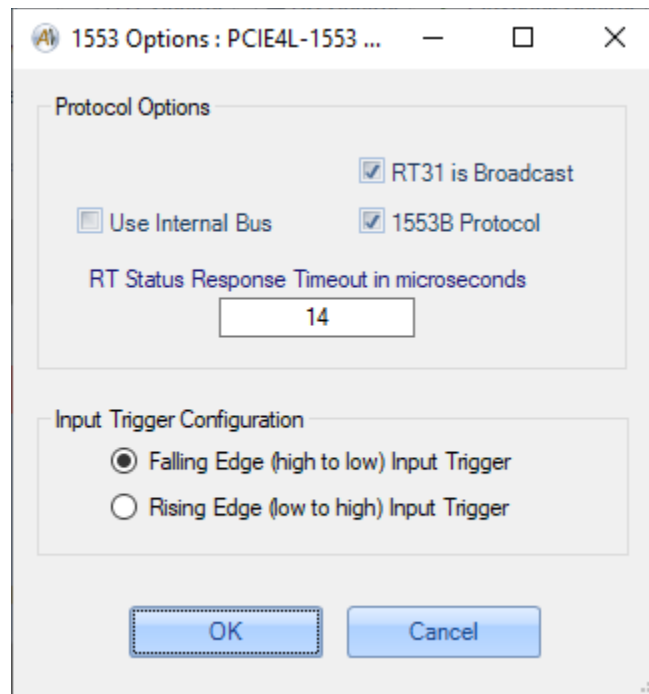 1553 Options : PCIE4L-1553 ...
Protocol Options
RT31 is Broadcast
Use Internal Bus
1553B Protocol
RT Status Response Timeout in microseconds
14
Input Trigger Configuration
Falling Edge (high to low) Input Trigger
Rising Edge (low to high) Input Trigger
OK
Cancel